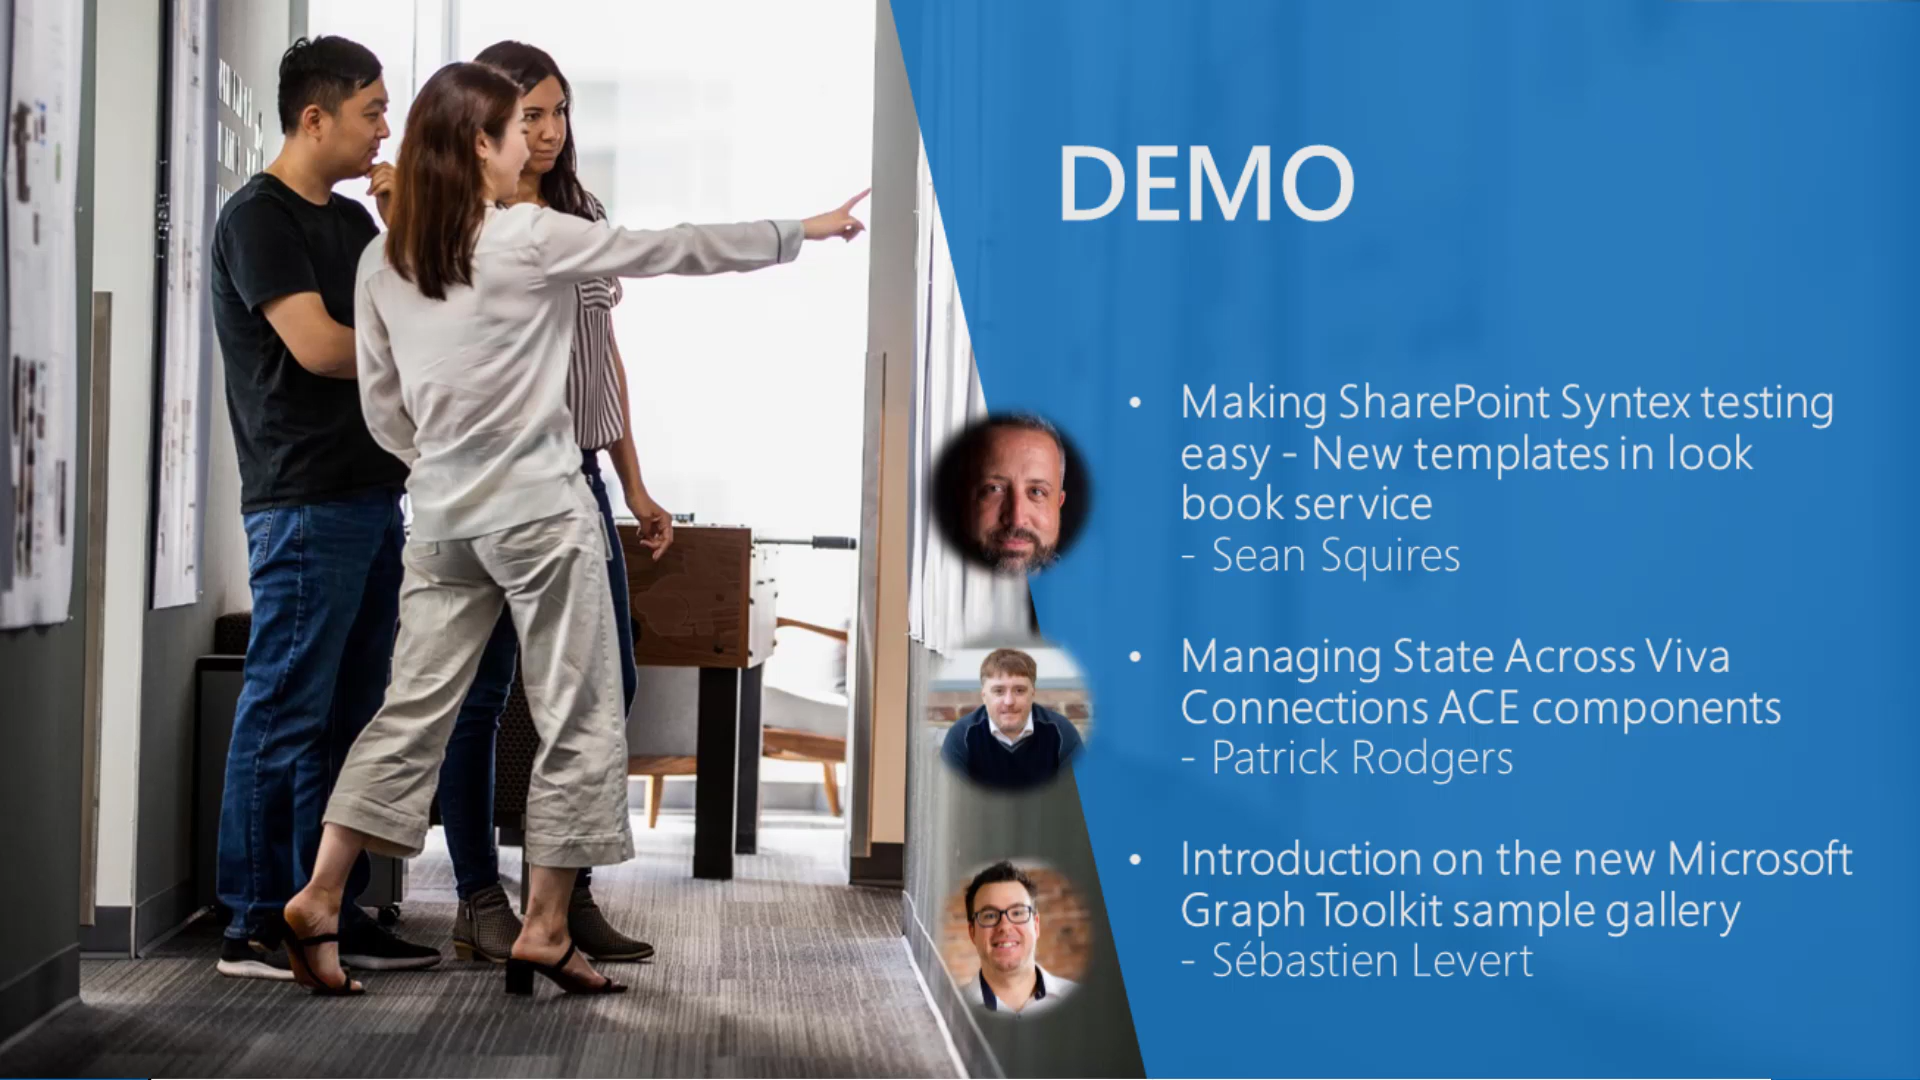 DEMO
• Making SharePoint Syntex testing
easy - New templates in look
book service
- Sean Squires
• Managing State Across Viva
Connections ACE components
- Patrick Rodgers
• Introduction on the new Microsoft
Graph Toolkit sample gallery
- Sébastien Levert